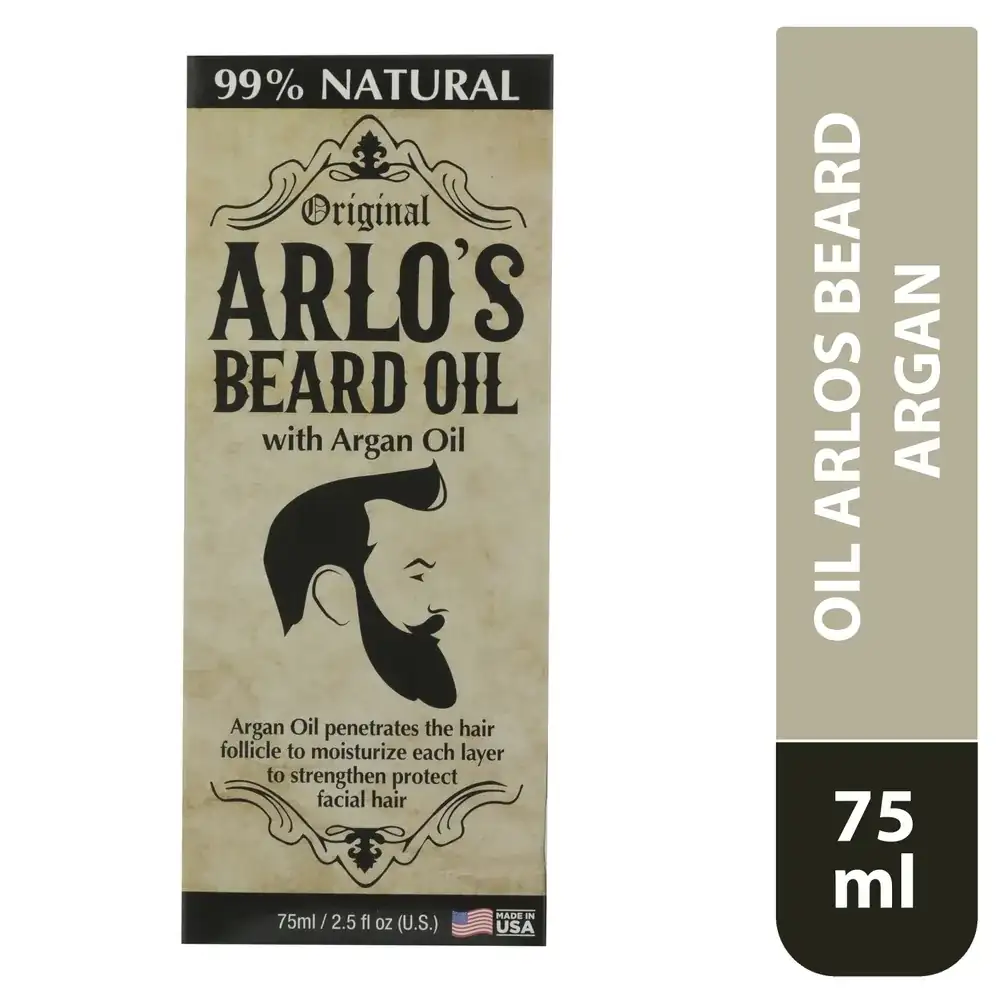 99% NATURAL
Original
ARLO'S
BEARD OIL
with Argan Oil
Argan Oil penetrates the hair
follicle to moisturize each layer
to strengthen protect
facial hair
75ml / 2.5 fl oz (U.S.)
MADE IN
USA
OIL ARLOS BEARD
ARGAN
75
ml